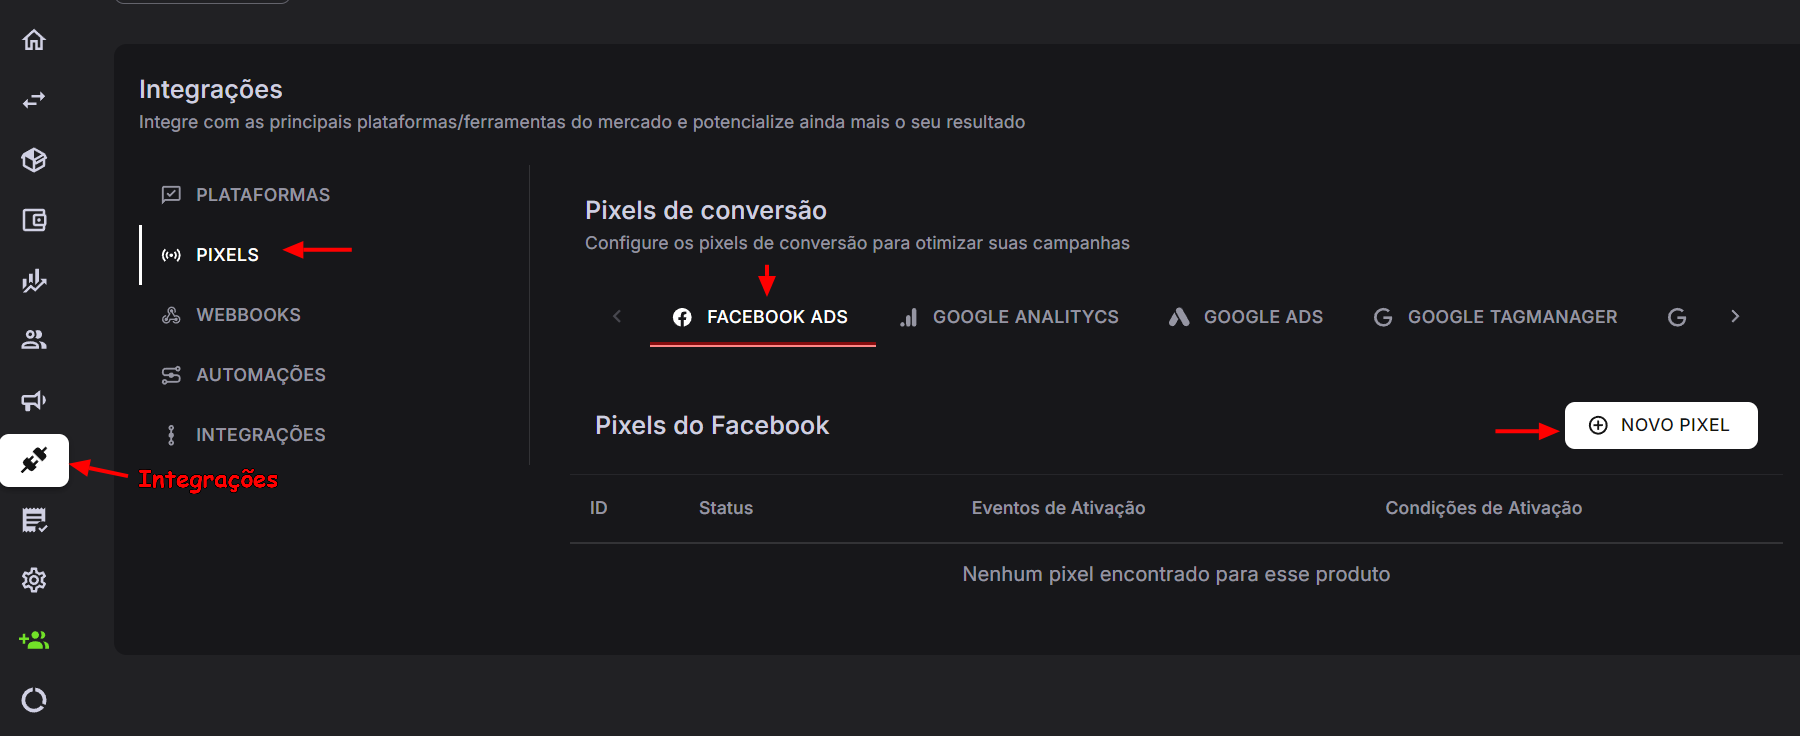 Integrações
Integre com as principais plataformas/ferramentas do mercado e potencialize ainda mais o seu resultado
PLATAFORMAS
PIXELS
WEBBOOKS
AUTOMAÇÕES
INTEGRAÇÕES
Integrações
Pixels de conversão
Configure os pixels de conversão para otimizar suas campanhas
FACEBOOK ADS GOOGLE ANALITYCS GOOGLE ADS GOOGLE TAGMANAGER
Pixels do Facebook
NOVO PIXEL
ID Status Eventos de Ativação Condições de Ativação
Nenhum pixel encontrado para esse produto